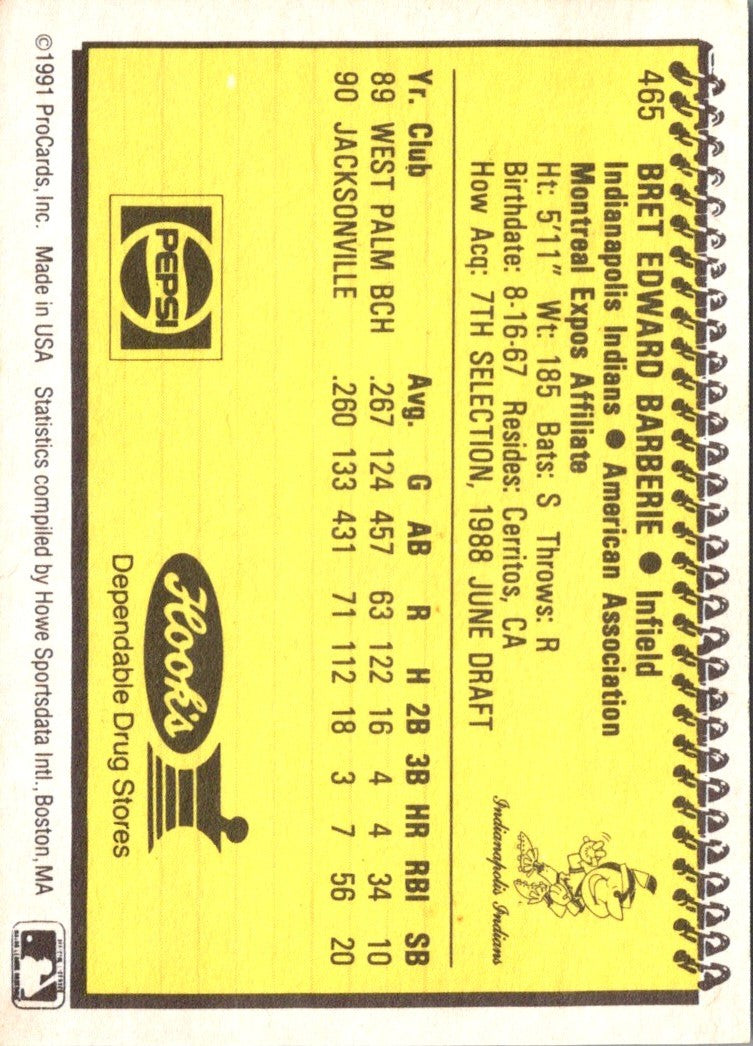 465 BRET EDWARD BARBERIE ● Infield
Indianapolis Indians ● American Association
Montreal Expos Affiliate
Ht: 5'11" Wt: 185 Bats: S Throws: R
Birthdate: 8-16-67 Resides: Cerritos, CA
How Acq: 7TH SELECTION, 1988 JUNE DRAFT
Indianapolis Indians
Yr. Club Avg. G AB R H 2B 3B HR RBI SB
89 WEST PALM BCH .267 124 457 63 122 16 4 4 34 10
90 JACKSONVILLE .260 133 431 71 112 18 3 7 56 20
PEPSI
Hook's
Dependable Drug Stores
©1991 ProCards, Inc. Made in USA Statistics compiled by Howe Sportsdata Intl., Boston, MA